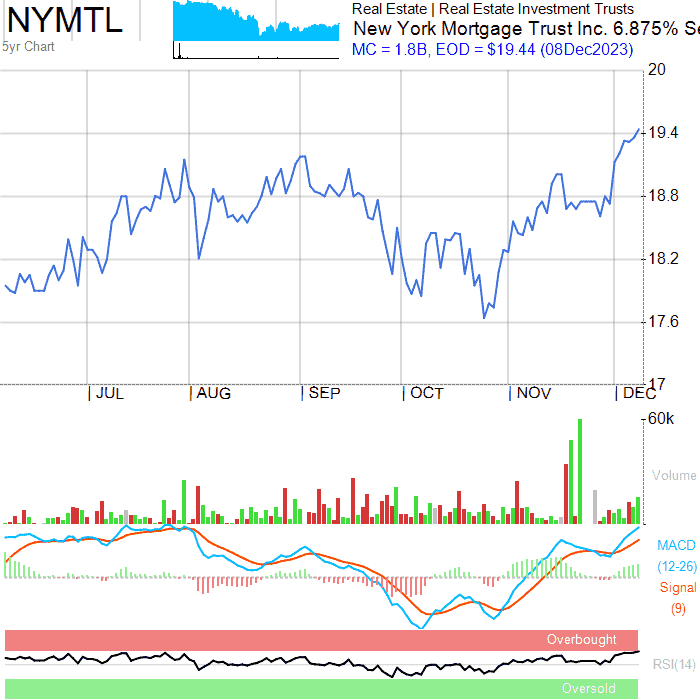 NYMTL
5yr Chart
Real Estate | Real Estate Investment Trusts
New York Mortgage Trust Inc. 6.875% Se
MC = 1.8B, EOD = $19.44 (08Dec2023)
20
19.4
18.8
18.2
17.6
17
JUL AUG SEP OCT NOV DEC
60k
Volume
MACD
(12-26)
Signal
(9)
Overbought
RSI(14)
Oversold